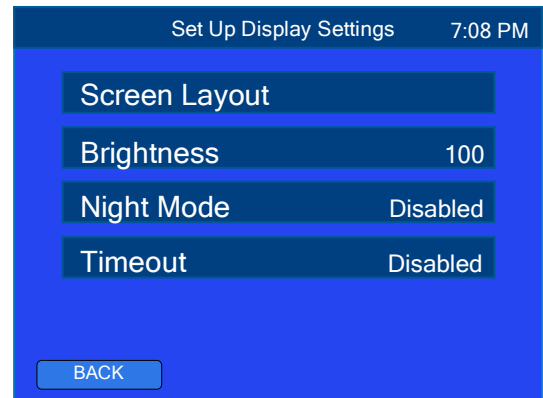 Set Up Display Settings 7:08 PM
Screen Layout
Brightness 100
Night Mode Disabled
Timeout Disabled
BACK